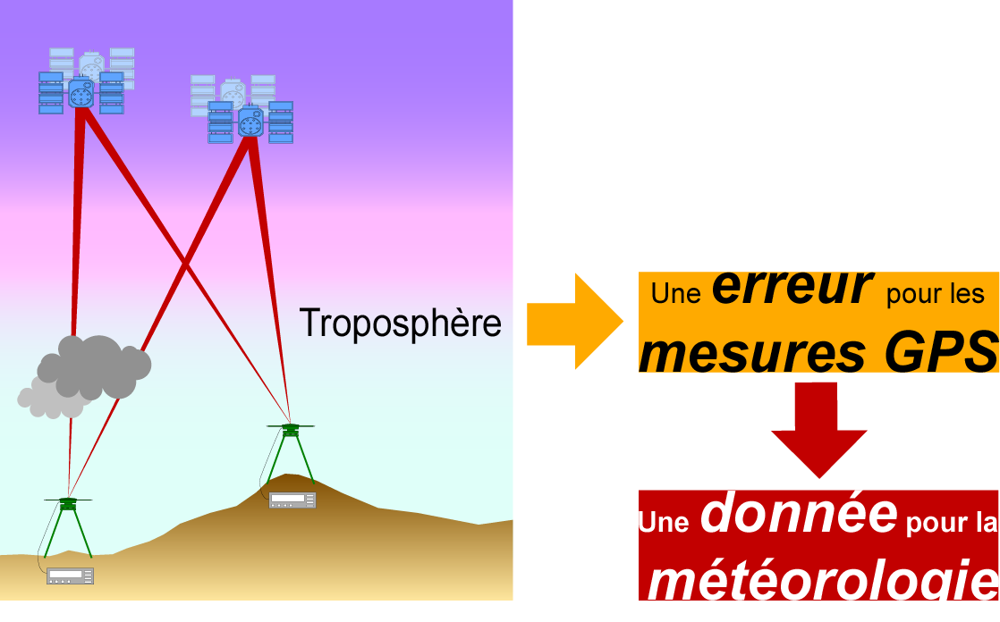 Troposphère
Une erreur pour les
mesures GPS
Une donnée pour la
météorologie